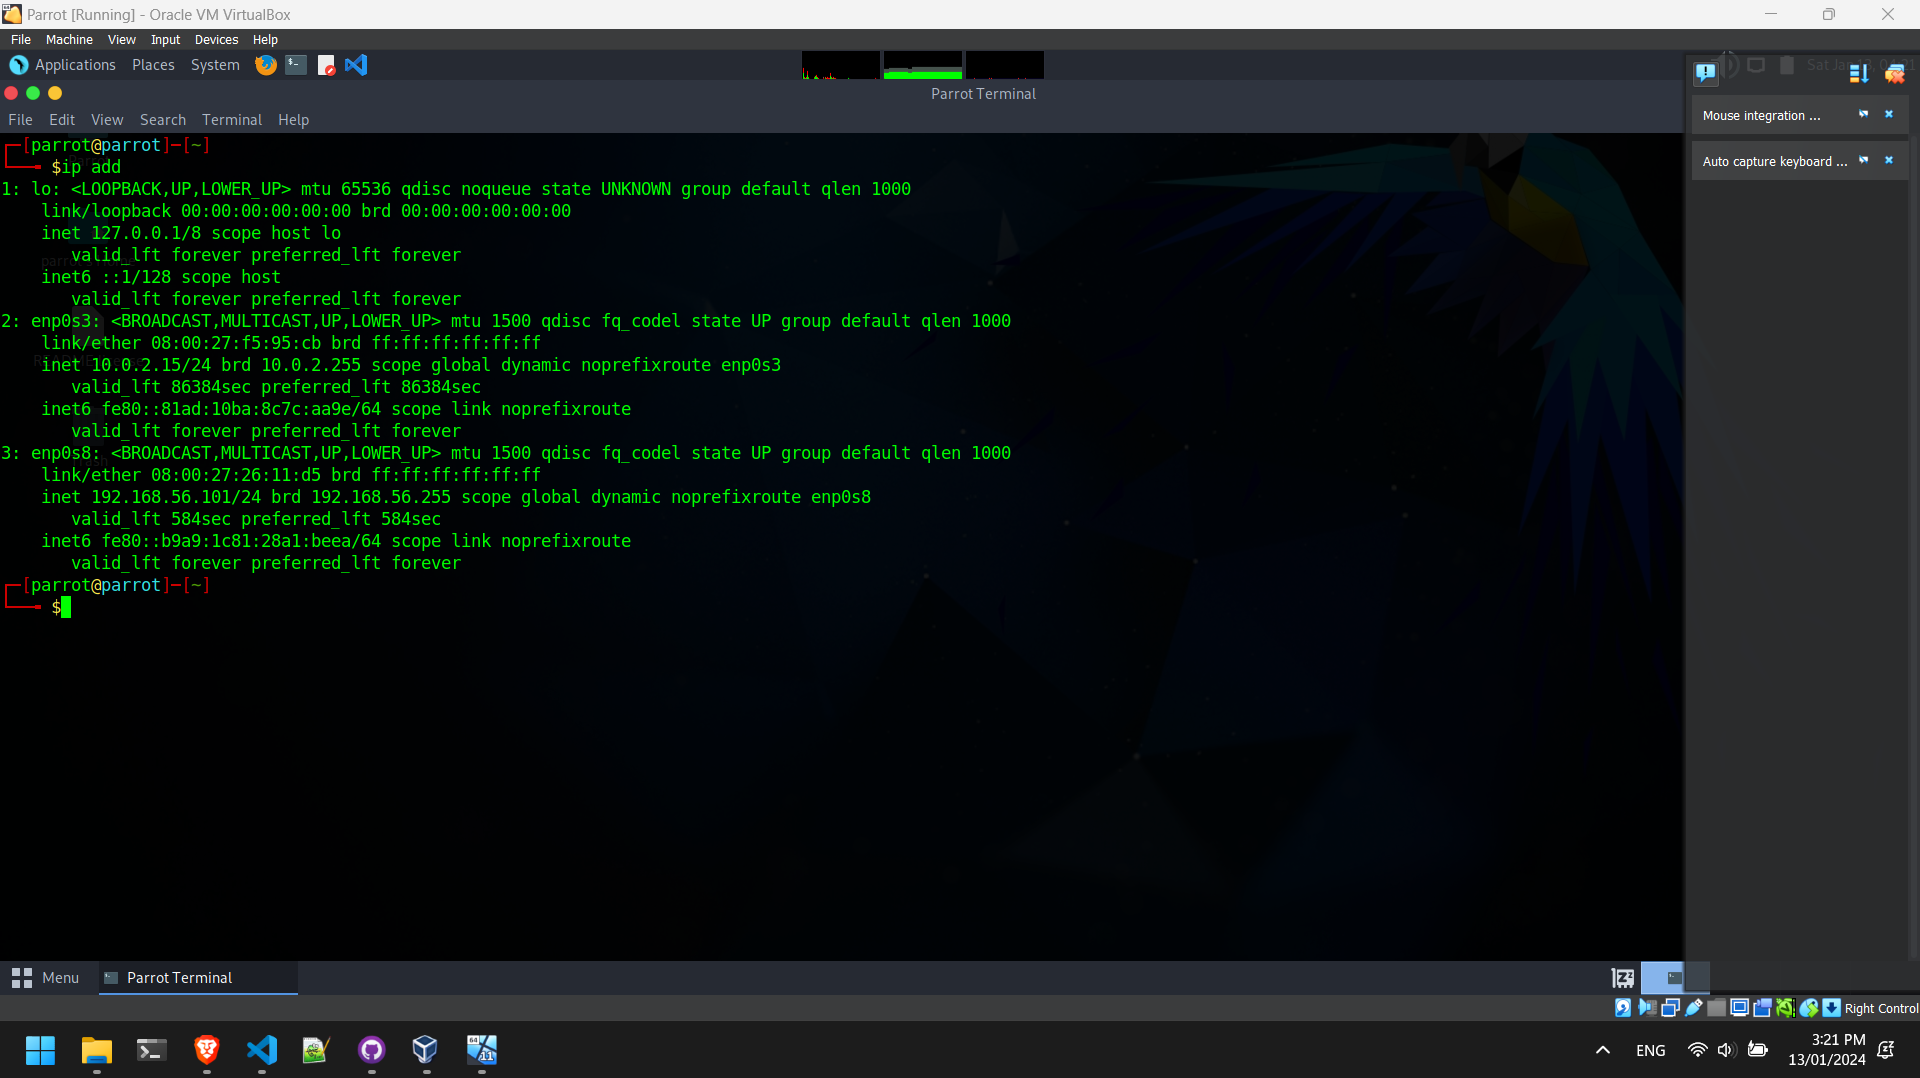 Parrot [Running] - Oracle VM VirtualBox
File Machine View Input Devices Help
Applications Places System
Parrot Terminal
File Edit View Search Terminal Help
Mouse integration ...
Auto capture keyboard ...
┌─[parrot@parrot]─[~]
└──╼ $ip add
1: lo: <LOOPBACK,UP,LOWER_UP> mtu 65536 qdisc noqueue state UNKNOWN group default qlen 1000
    link/loopback 00:00:00:00:00:00 brd 00:00:00:00:00:00
    inet 127.0.0.1/8 scope host lo
       valid_lft forever preferred_lft forever
    inet6 ::1/128 scope host
       valid_lft forever preferred_lft forever
2: enp0s3: <BROADCAST,MULTICAST,UP,LOWER_UP> mtu 1500 qdisc fq_codel state UP group default qlen 1000
    link/ether 08:00:27:f5:95:cb brd ff:ff:ff:ff:ff:ff
    inet 10.0.2.15/24 brd 10.0.2.255 scope global dynamic noprefixroute enp0s3
       valid_lft 86384sec preferred_lft 86384sec
    inet6 fe80::81ad:10ba:8c7c:aa9e/64 scope link noprefixroute
       valid_lft forever preferred_lft forever
3: enp0s8: <BROADCAST,MULTICAST,UP,LOWER_UP> mtu 1500 qdisc fq_codel state UP group default qlen 1000
    link/ether 08:00:27:26:11:d5 brd ff:ff:ff:ff:ff:ff
    inet 192.168.56.101/24 brd 192.168.56.255 scope global dynamic noprefixroute enp0s8
       valid_lft 584sec preferred_lft 584sec
    inet6 fe80::b9a9:1c81:28a1:beea/64 scope link noprefixroute
       valid_lft forever preferred_lft forever
┌─[parrot@parrot]─[~]
└──╼ $
Menu Parrot Terminal
Right Control
ENG
3:21 PM
13/01/2024